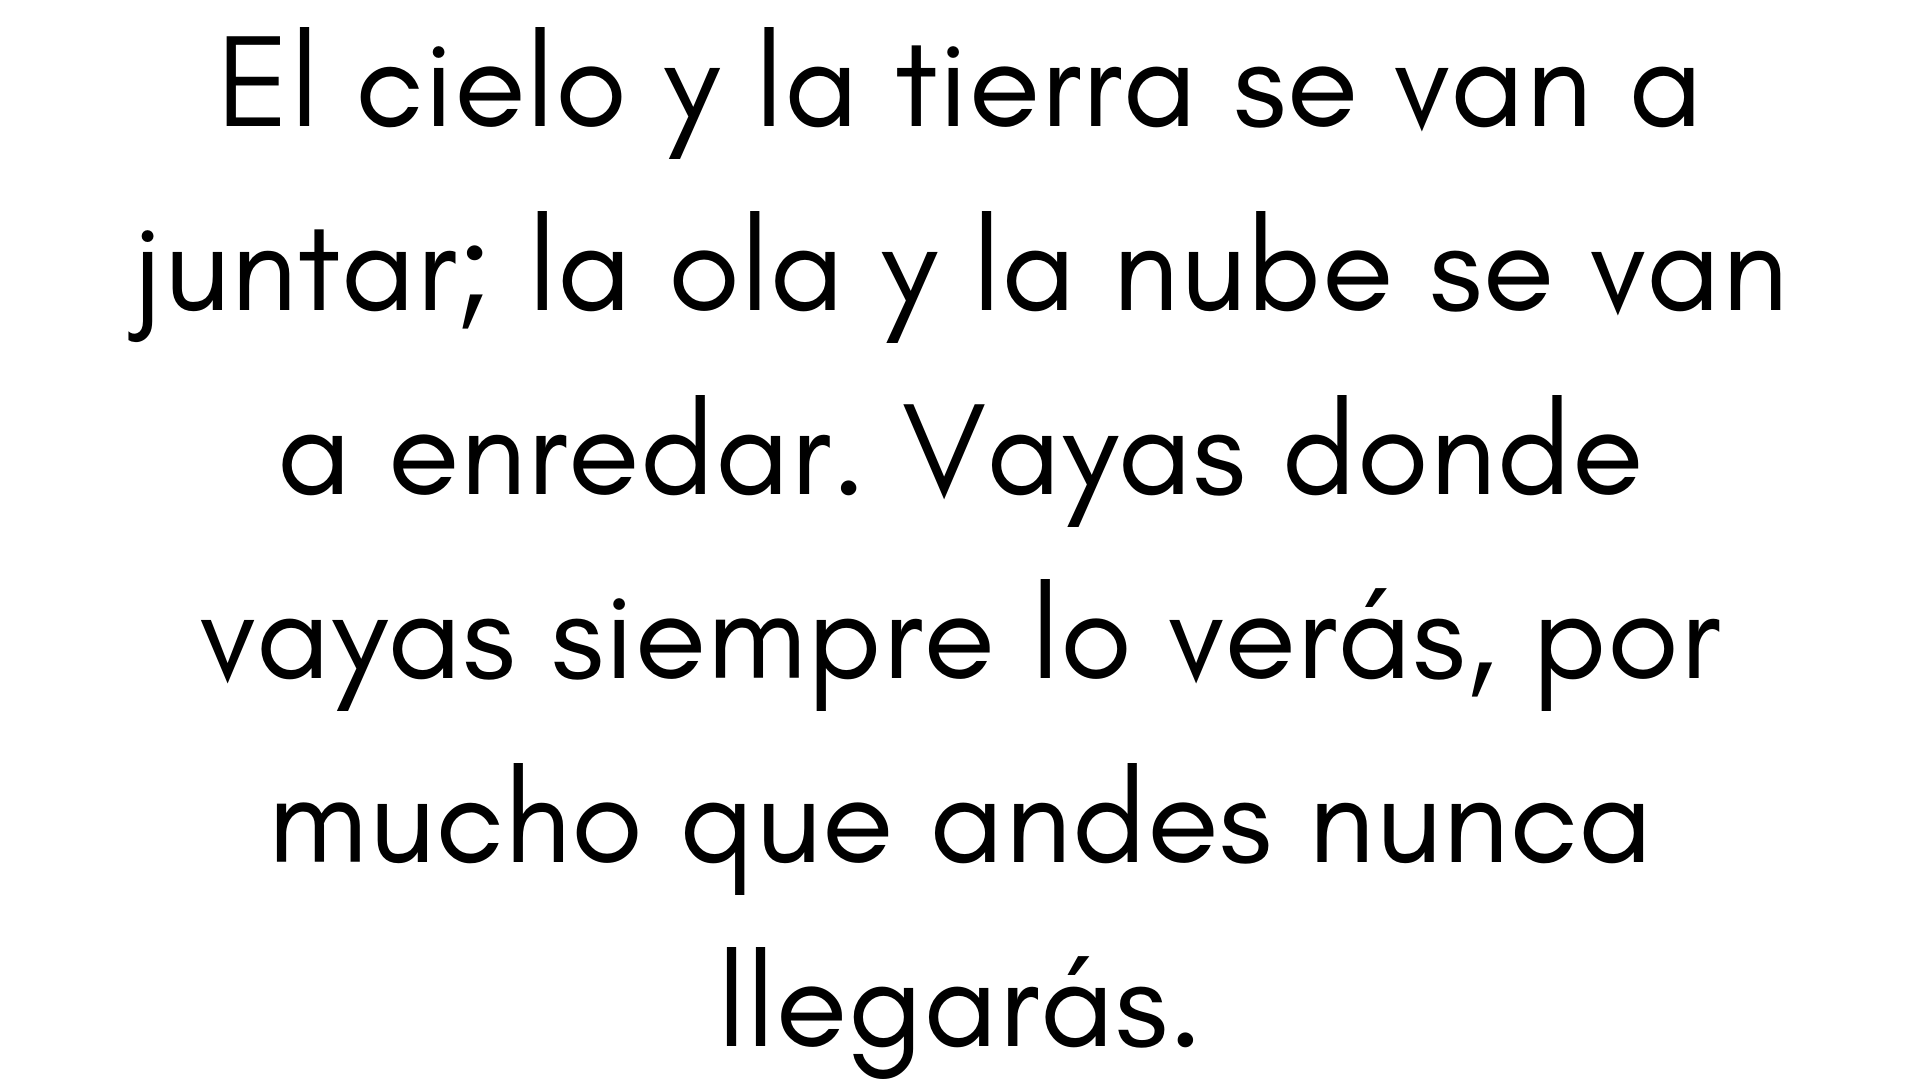 El cielo y la tierra se van a
juntar; la ola y la nube se van
a enredar. Vayas donde
vayas siempre lo verás, por
mucho que andes nunca
llegarás.